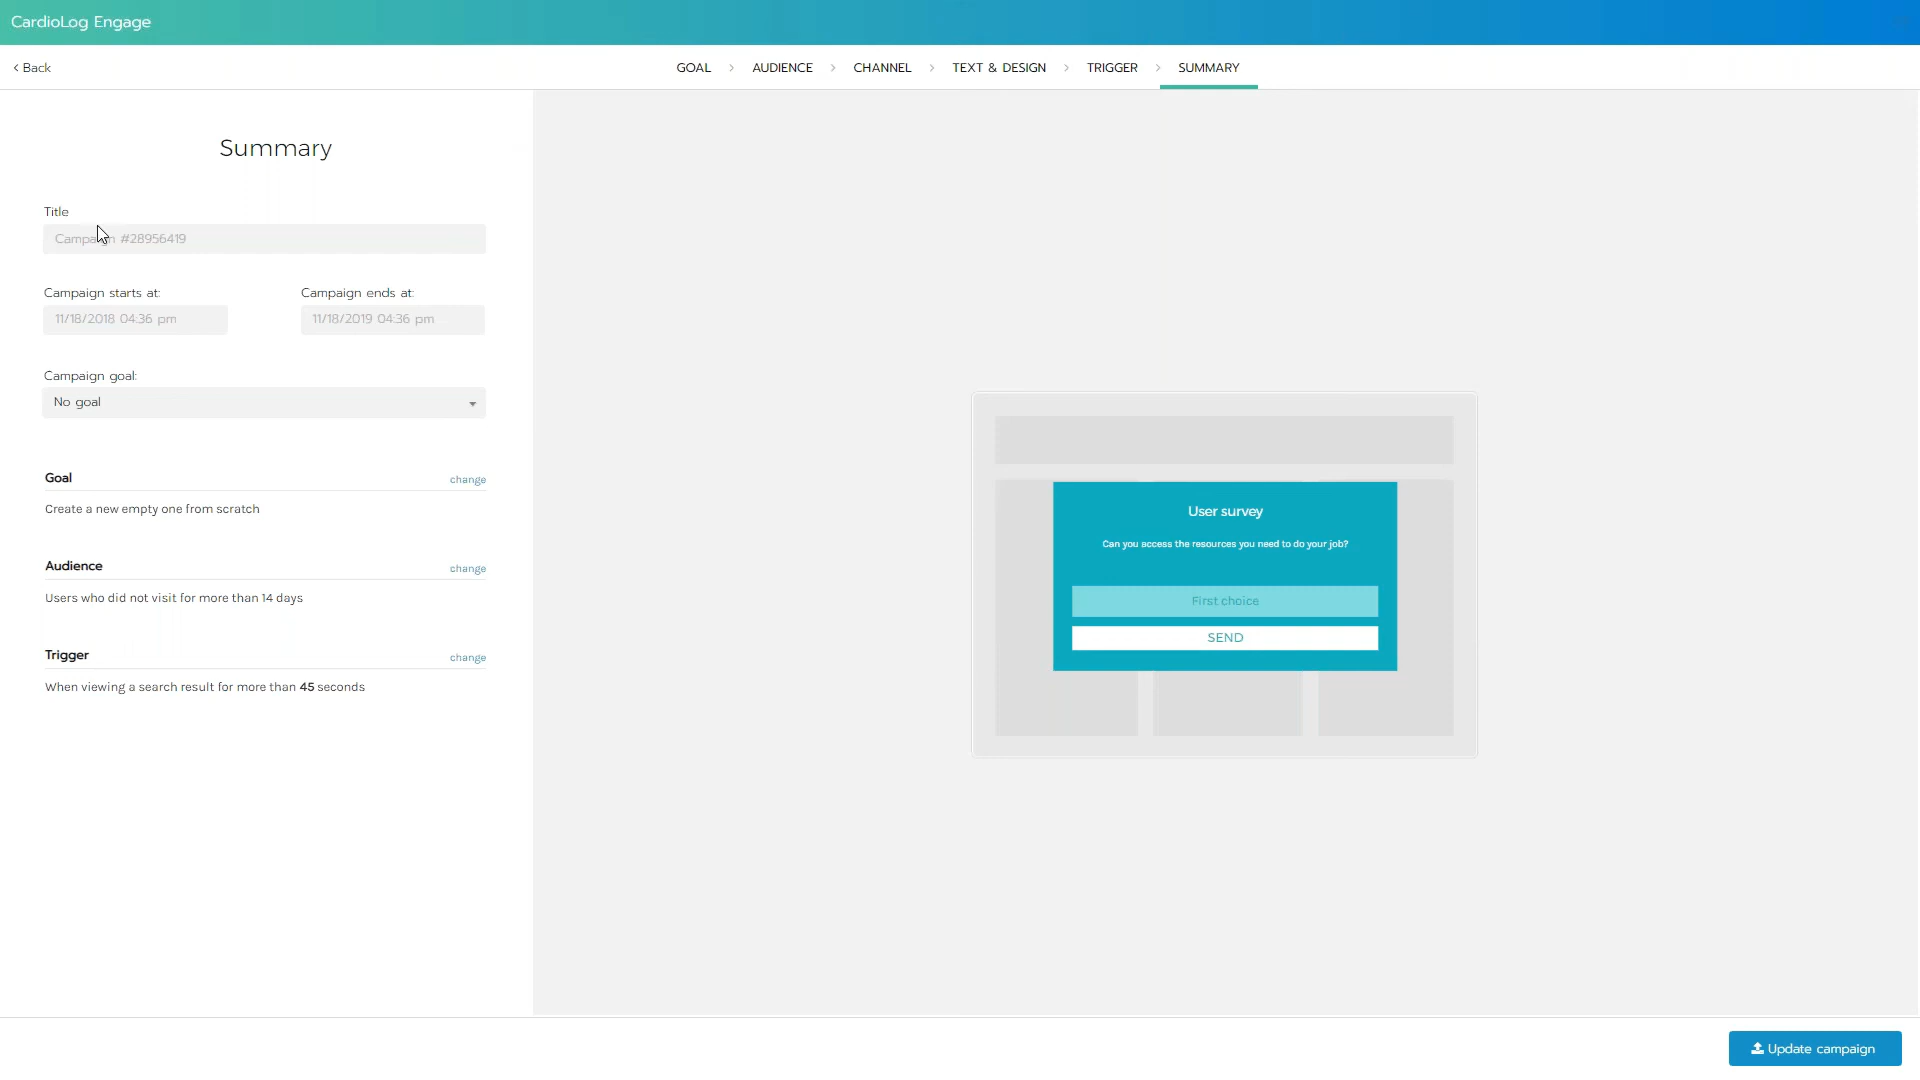 CardioLog Engage
< Back
GOAL > AUDIENCE > CHANNEL > TEXT & DESIGN > TRIGGER > SUMMARY
Summary
Title
Campaign #28956419
Campaign starts at:
Campaign ends at:
11/18/2018 04:36 pm
11/18/2019 04:36 pm
Campaign goal:
No goal
Goal
change
Create a new empty one from scratch
Audience
change
Users who did not visit for more than 14 days
Trigger
change
When viewing a search result for more than 45 seconds
User survey
Can you access the resources you need to do your job?
First choice
SEND
Update campaign